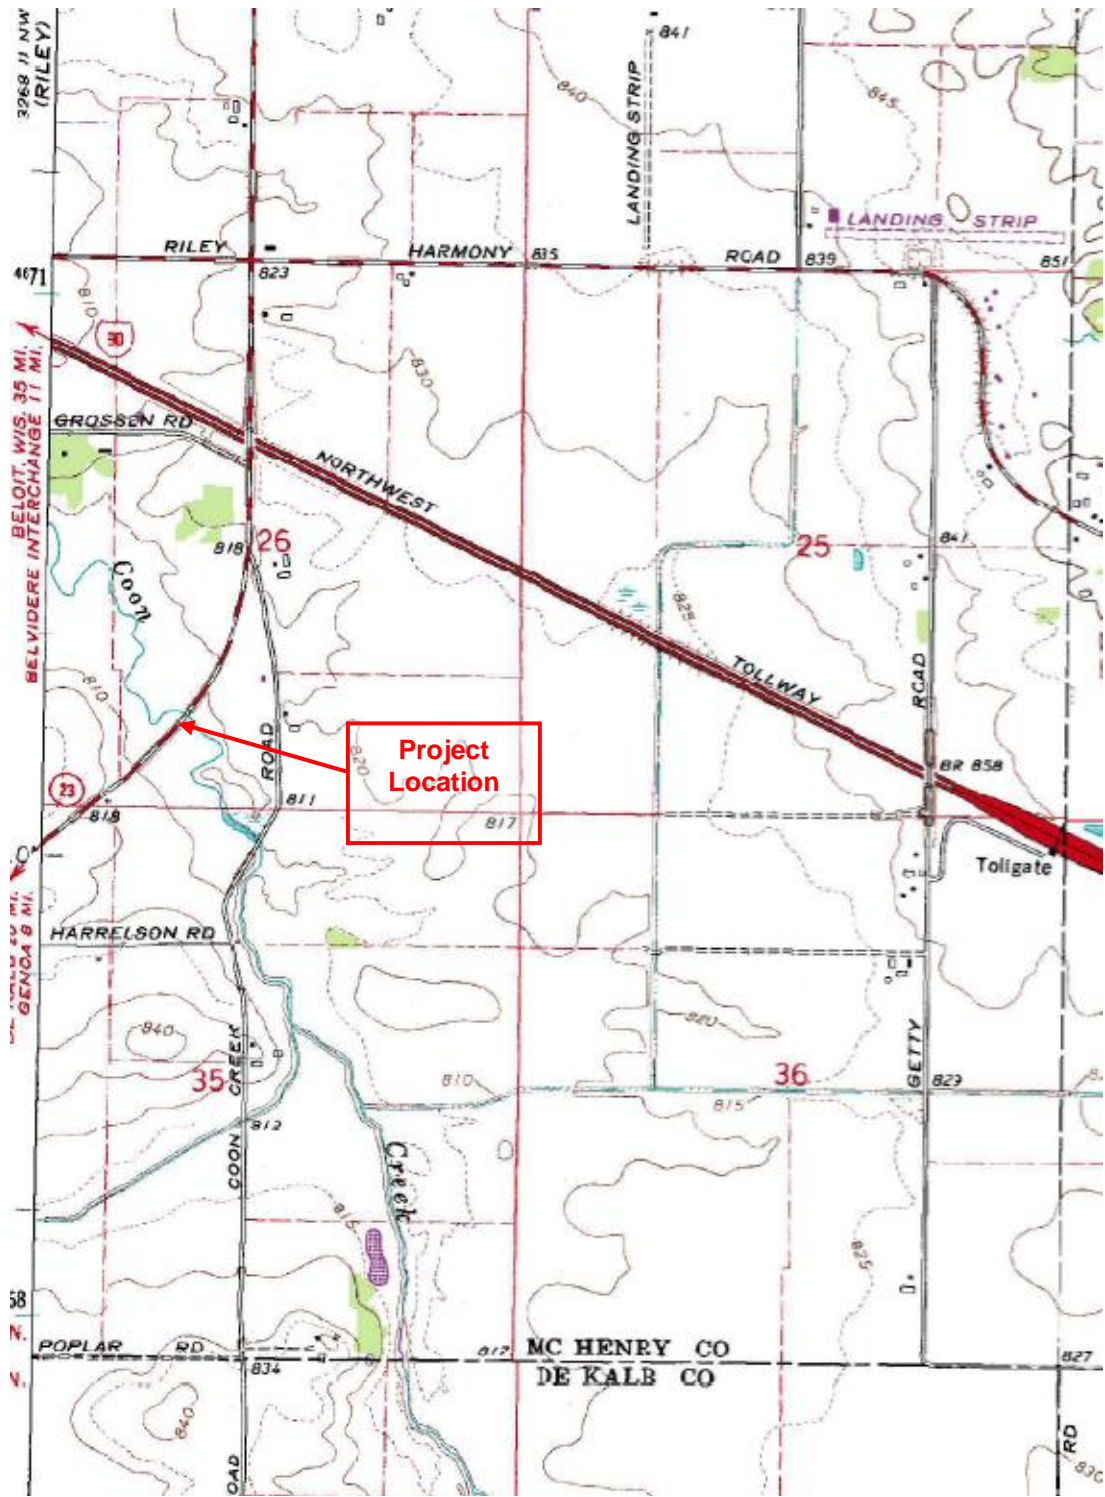 3268 II NW
(RILEY)
841
LANDING STRIP
840
845
LANDING STRIP
RILEY
HARMONY
835
ROAD
839
851
823
4671
810
90
830
BELOIT, WIS. 35 MI.
BELVIDERE INTERCHANGE 11 MI.
GROSSEN RD
NORTHWEST
818
26
25
841
Coon
825
810
TOLLWAY
ROAD
ROAD
Project
Location
820
BR 858
23
819
811
817
Tollgate
GENOA 8 MI.
HARRELSON RD
840
820
35
CREEK
810
36
GETTY
829
815
812
COON
Creek
815
825
POPLAR RD
817
MC HENRY CO
DE KALB CO
834
827
840
OAD
RD
830